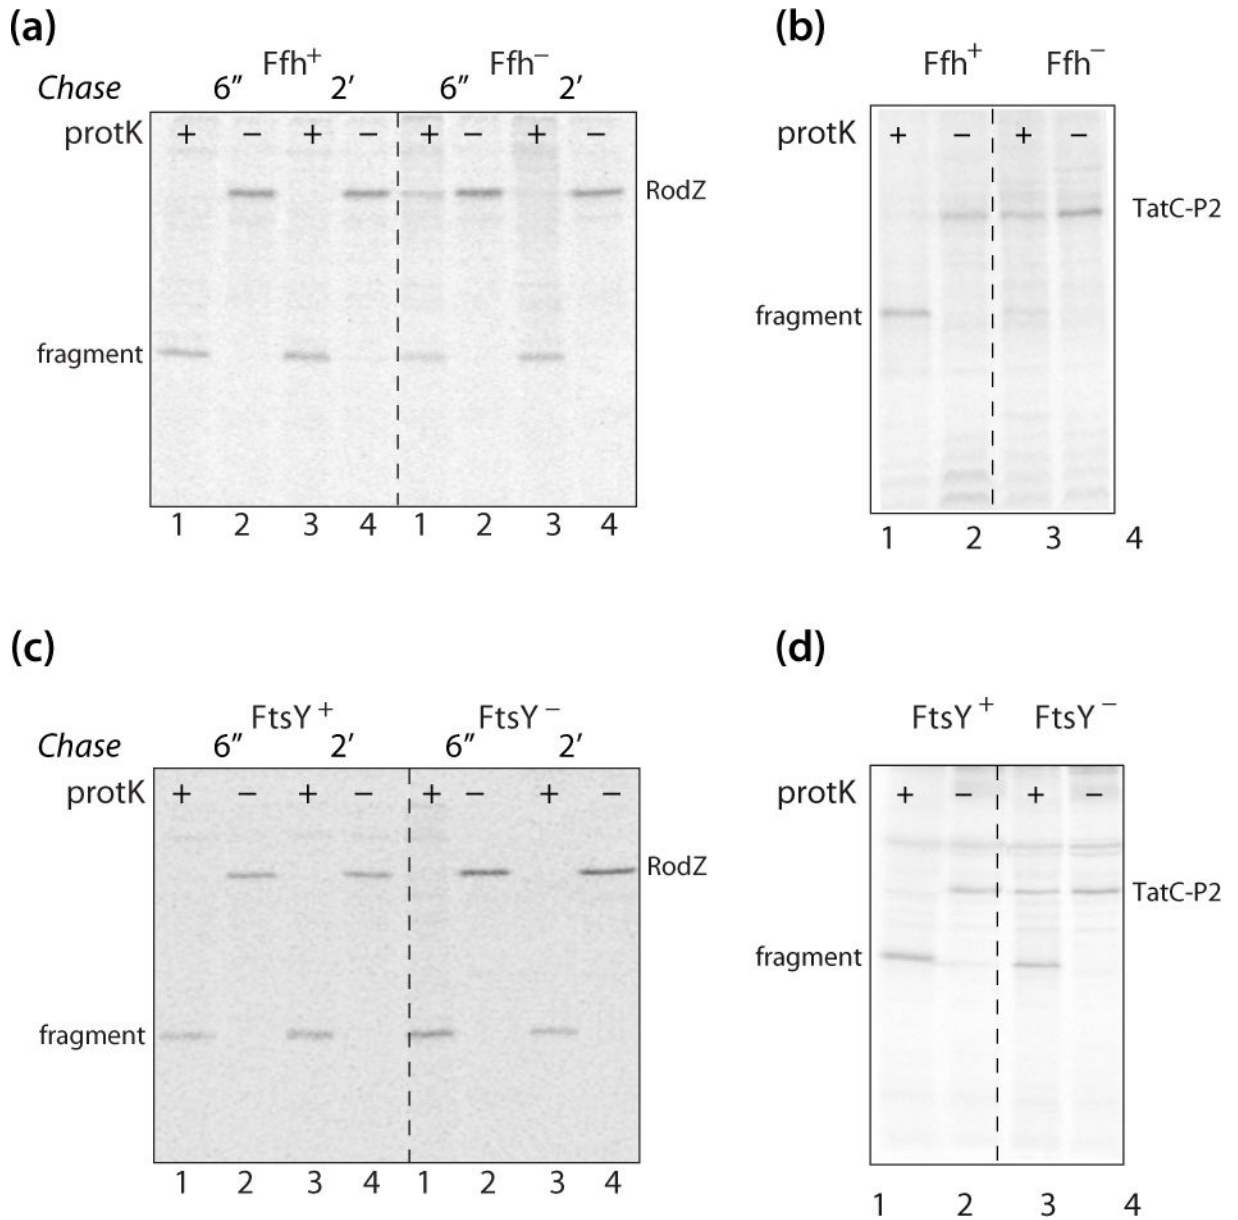 (a)
Ffh+ Ffh−
Chase 6″ 2′ 6″ 2′
protK + − + − + − + −
RodZ
fragment
1 2 3 4 1 2 3 4
(b)
Ffh+ Ffh−
protK + − + −
TatC-P2
fragment
1 2 3 4
(c)
FtsY + FtsY −
Chase 6″ 2′ 6″ 2′
protK + − + − + − + −
RodZ
fragment
1 2 3 4 1 2 3 4
(d)
FtsY + FtsY −
protK + − + −
TatC-P2
fragment
1 2 3 4